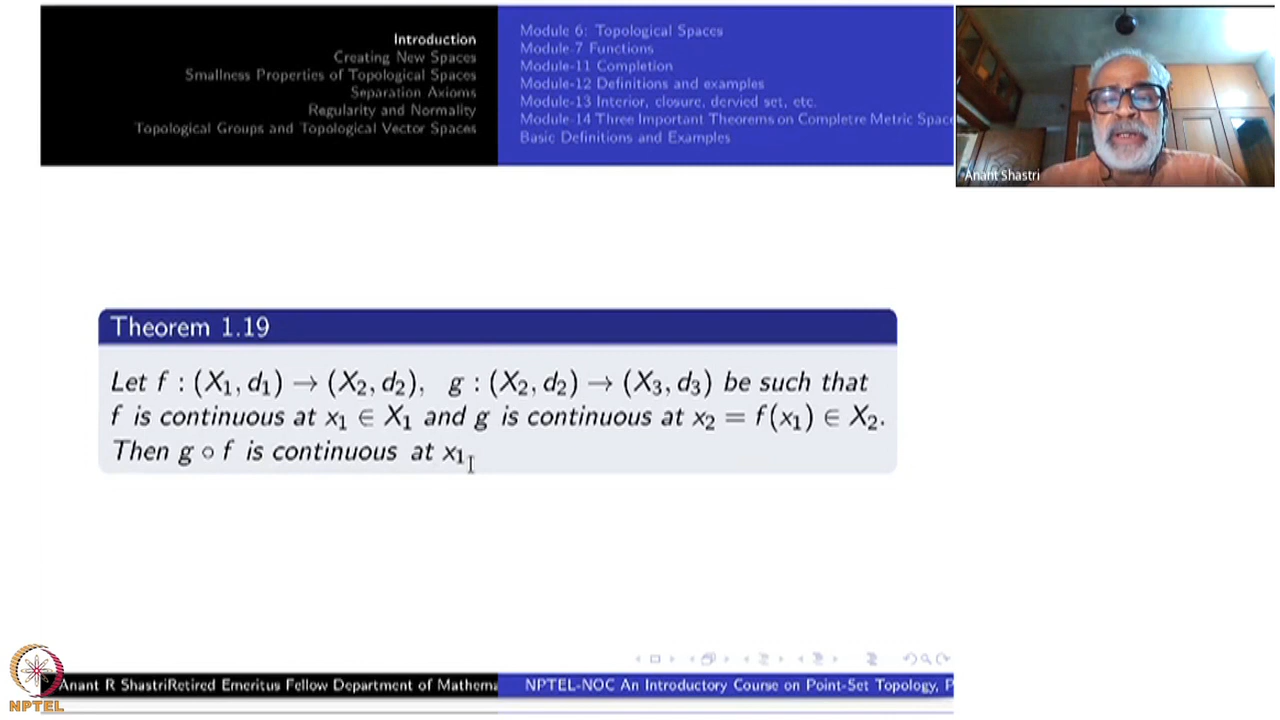 Introduction
Creating New Spaces
Smallness Properties of Topological Spaces
Separation Axioms
Regularity and Normality
Topological Groups and Topological Vector Spaces
Module 6: Topological Spaces
Module-7 Functions
Module-11 Completion
Module-12 Definitions and examples
Module-13 Interior, closure, dervied set, etc.
Module-14 Three Important Theorems on Completre Metric Space
Basic Definitions and Examples
Anant Shastri
Theorem 1.19
Let f : (X₁, d₁) → (X₂, d₂), g : (X₂, d₂) → (X₃, d₃) be such that
f is continuous at x₁ ∈ X₁ and g is continuous at x₂ = f(x₁) ∈ X₂.
Then g ∘ f is continuous at x₁
Anant R ShastriRetired Emeritus Fellow Department of Mathema
NPTEL-NOC An Introductory Course on Point-Set Topology, P
NPTEL